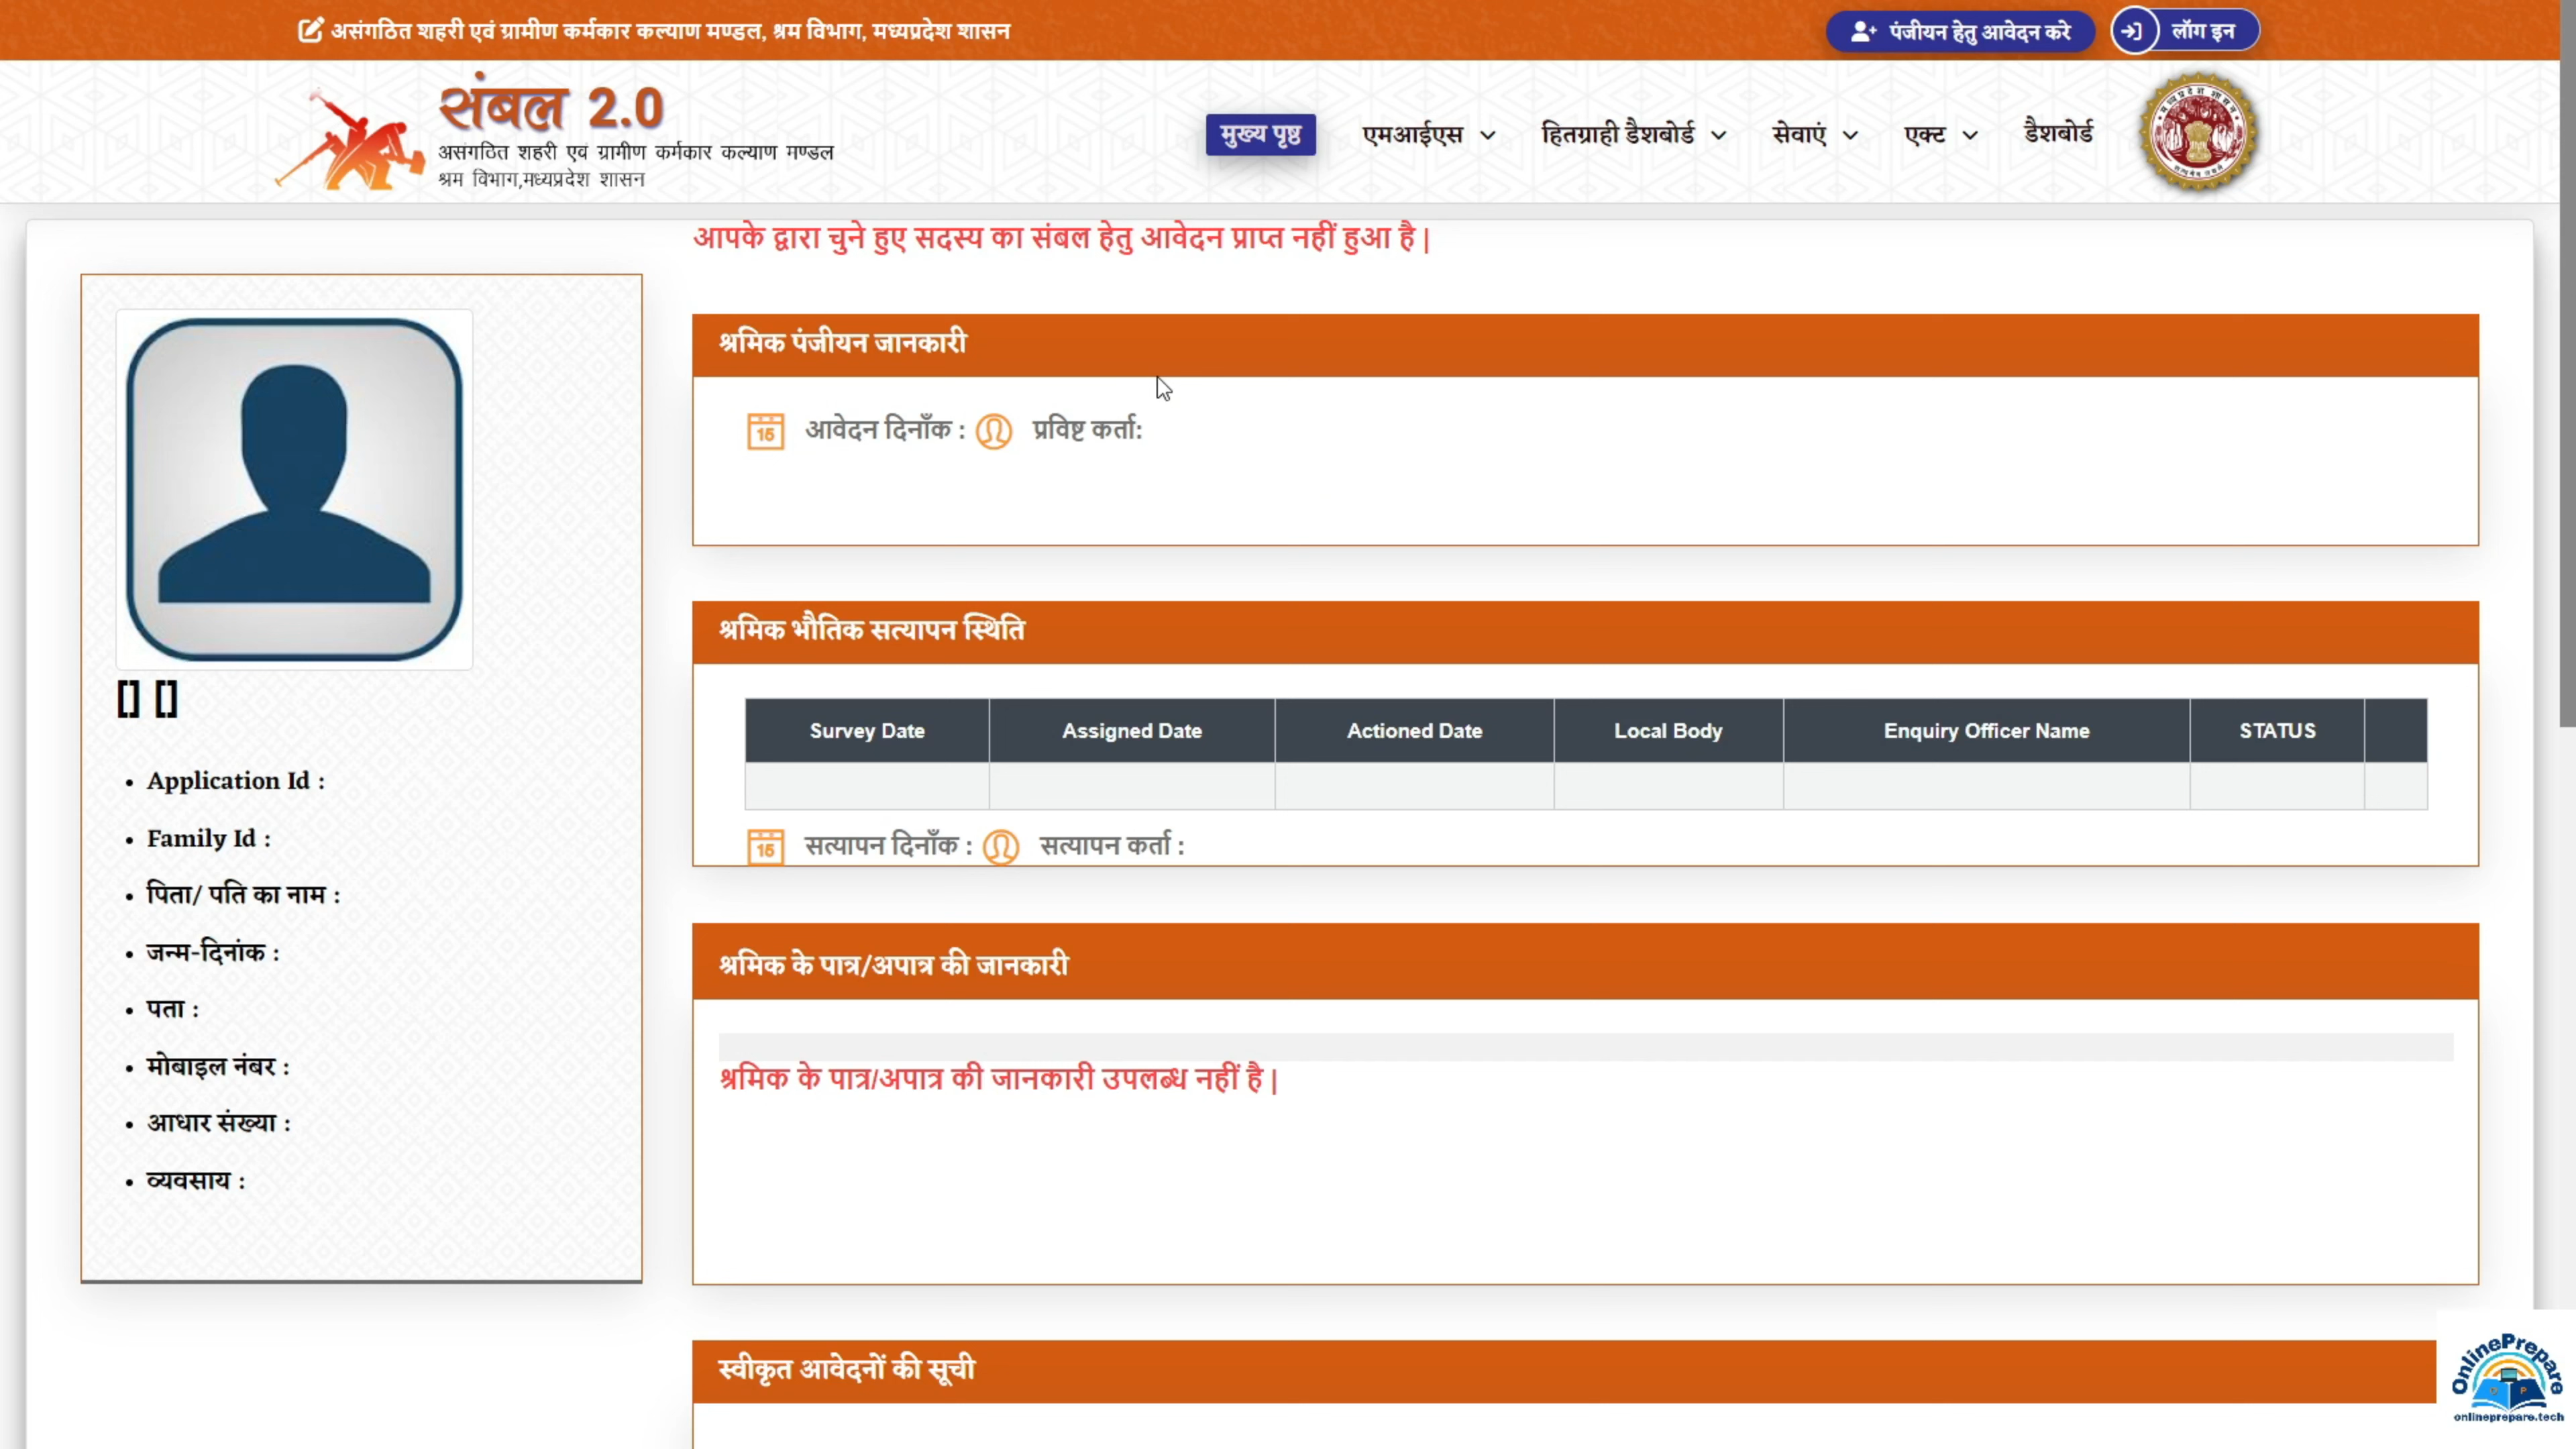 असंगठित शहरी एवं ग्रामीण कर्मकार कल्याण मण्डल, श्रम विभाग, मध्यप्रदेश शासन
पंजीयन हेतु आवेदन करे
लॉग इन
संबल 2.0
असंगठित शहरी एवं ग्रामीण कर्मकार कल्याण मण्डल
श्रम विभाग,मध्यप्रदेश शासन
मुख्य पृष्ठ
एमआईएस
हितग्राही डैशबोर्ड
सेवाएं
एक्ट
डैशबोर्ड
आपके द्वारा चुने हुए सदस्य का संबल हेतु आवेदन प्राप्त नहीं हुआ है |
[] []
Application Id :
Family Id :
पिता/ पति का नाम :
जन्म-दिनांक :
पता :
मोबाइल नंबर :
आधार संख्या :
व्यवसाय :
श्रमिक पंजीयन जानकारी
15 आवेदन दिनाँक : प्रविष्ट कर्ता:
श्रमिक भौतिक सत्यापन स्थिति
Survey Date Assigned Date Actioned Date Local Body Enquiry Officer Name STATUS
15 सत्यापन दिनाँक : सत्यापन कर्ता :
श्रमिक के पात्र/अपात्र की जानकारी
श्रमिक के पात्र/अपात्र की जानकारी उपलब्ध नहीं है |
स्वीकृत आवेदनों की सूची
OnlinePrepare
onlineprepare.tech